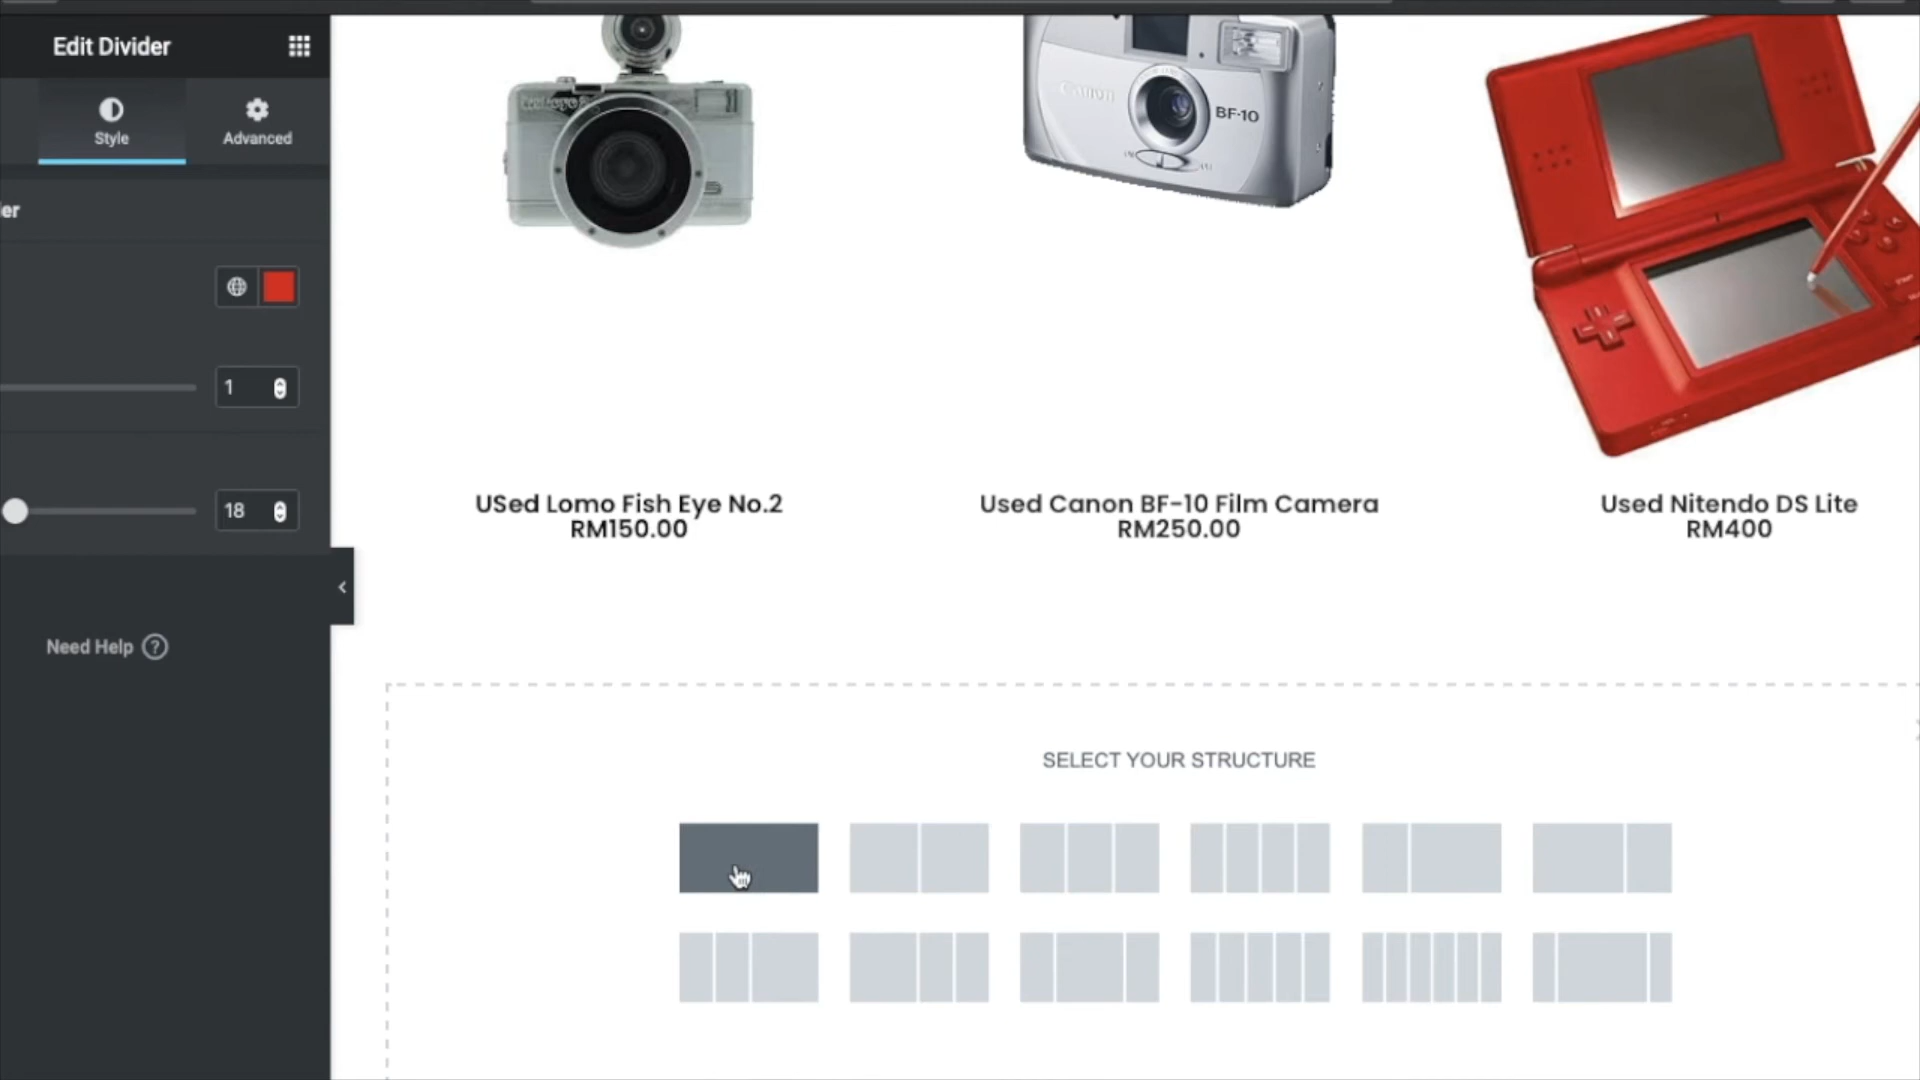 Edit Divider
Style
Advanced
er
1
18
Need Help ?
Canon
BF-10
USed Lomo Fish Eye No.2
RM150.00
Used Canon BF-10 Film Camera
RM250.00
Used Nitendo DS Lite
RM400
SELECT YOUR STRUCTURE